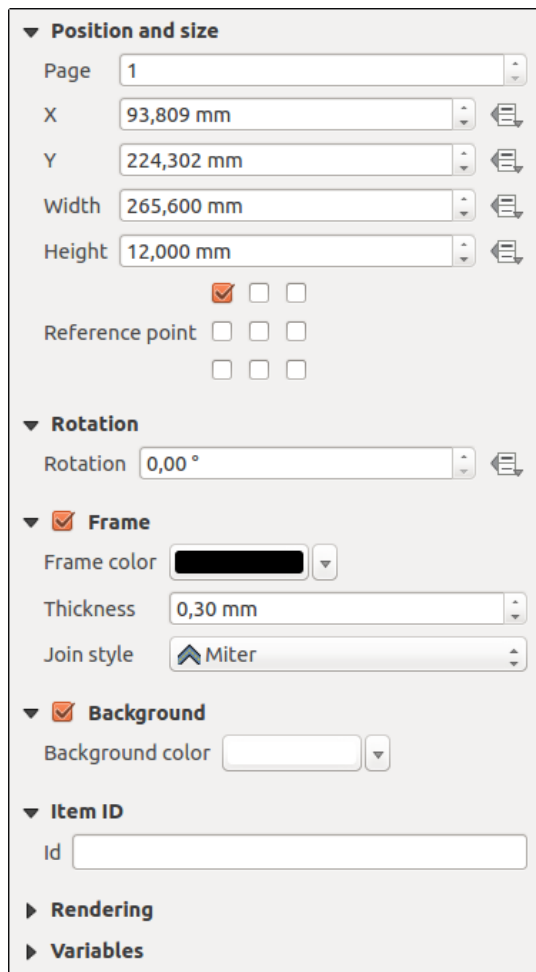 Position and size
Page 1
X 93,809 mm
Y 224,302 mm
Width 265,600 mm
Height 12,000 mm
Reference point
Rotation
Rotation 0,00 °
Frame
Frame color
Thickness 0,30 mm
Join style Miter
Background
Background color
Item ID
Id
Rendering
Variables